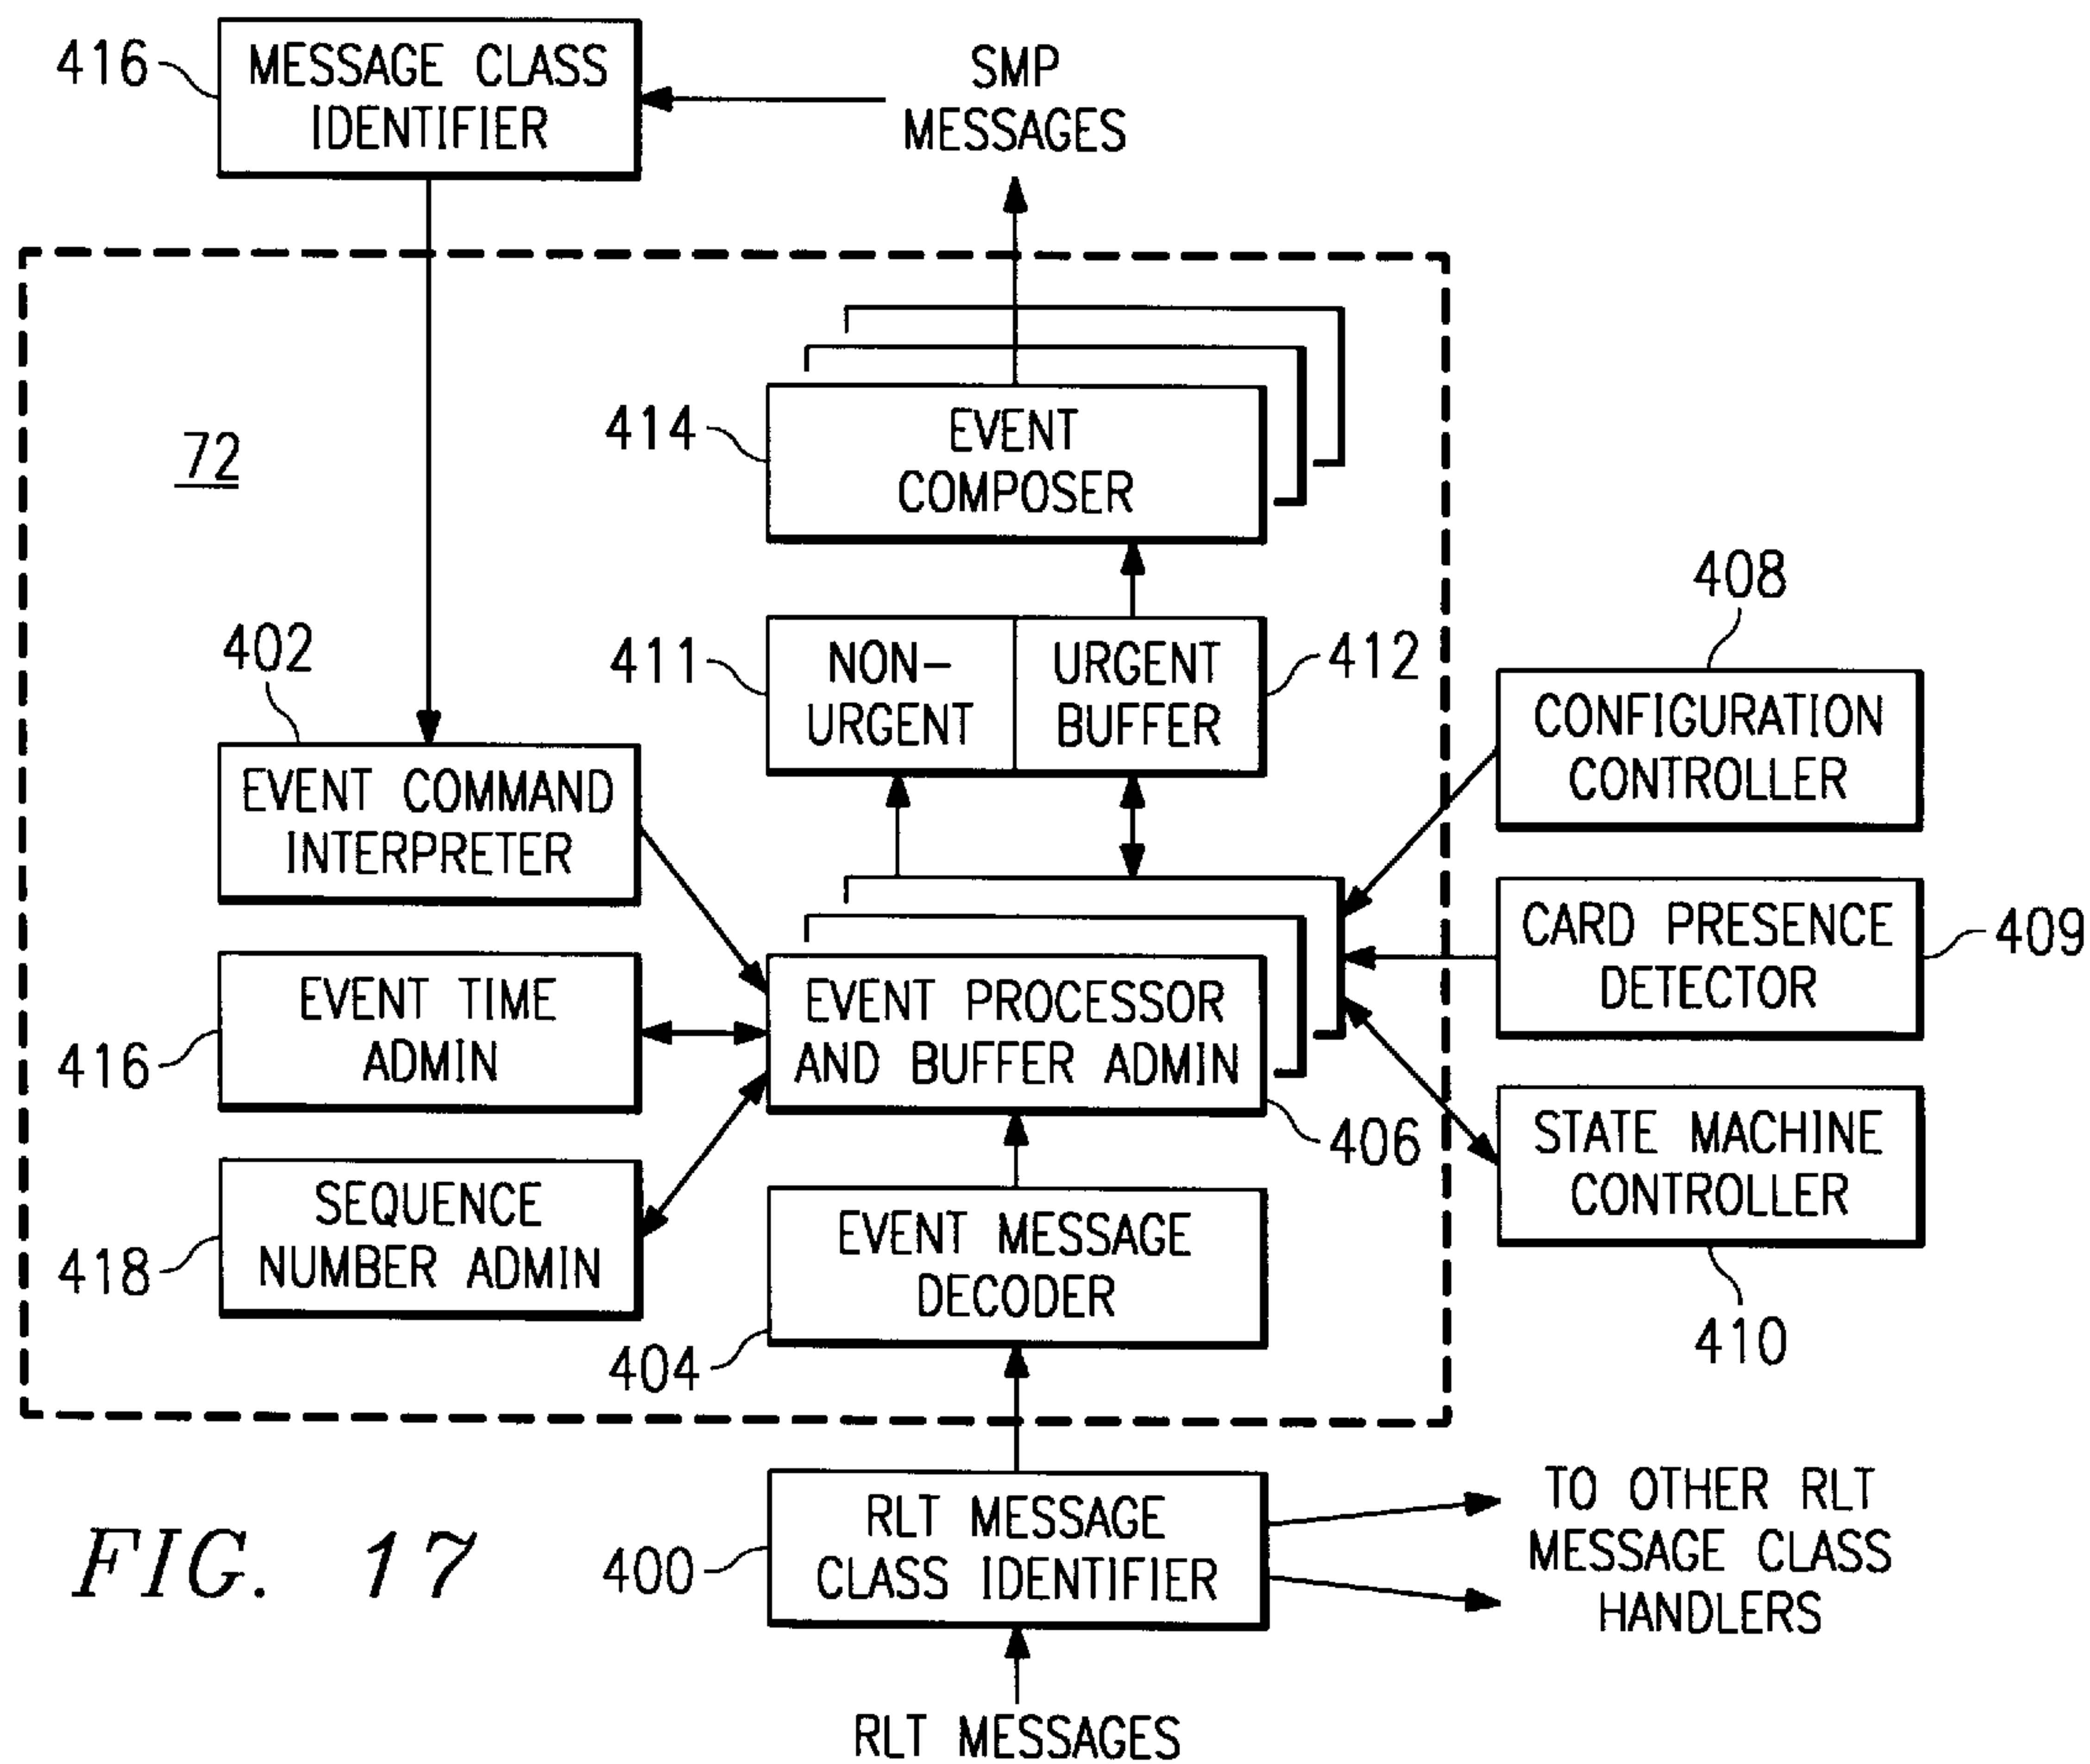 416
MESSAGE CLASS
IDENTIFIER
SMP
MESSAGES
72
414
EVENT
COMPOSER
411
NON-
URGENT
URGENT
BUFFER
412
408
CONFIGURATION
CONTROLLER
402
EVENT COMMAND
INTERPRETER
CARD PRESENCE
DETECTOR
409
416
EVENT TIME
ADMIN
EVENT PROCESSOR
AND BUFFER ADMIN
406
STATE MACHINE
CONTROLLER
410
418
SEQUENCE
NUMBER ADMIN
EVENT MESSAGE
DECODER
404
RLT MESSAGE
CLASS IDENTIFIER
400
TO OTHER RLT
MESSAGE CLASS
HANDLERS
RLT MESSAGES
FIG. 17